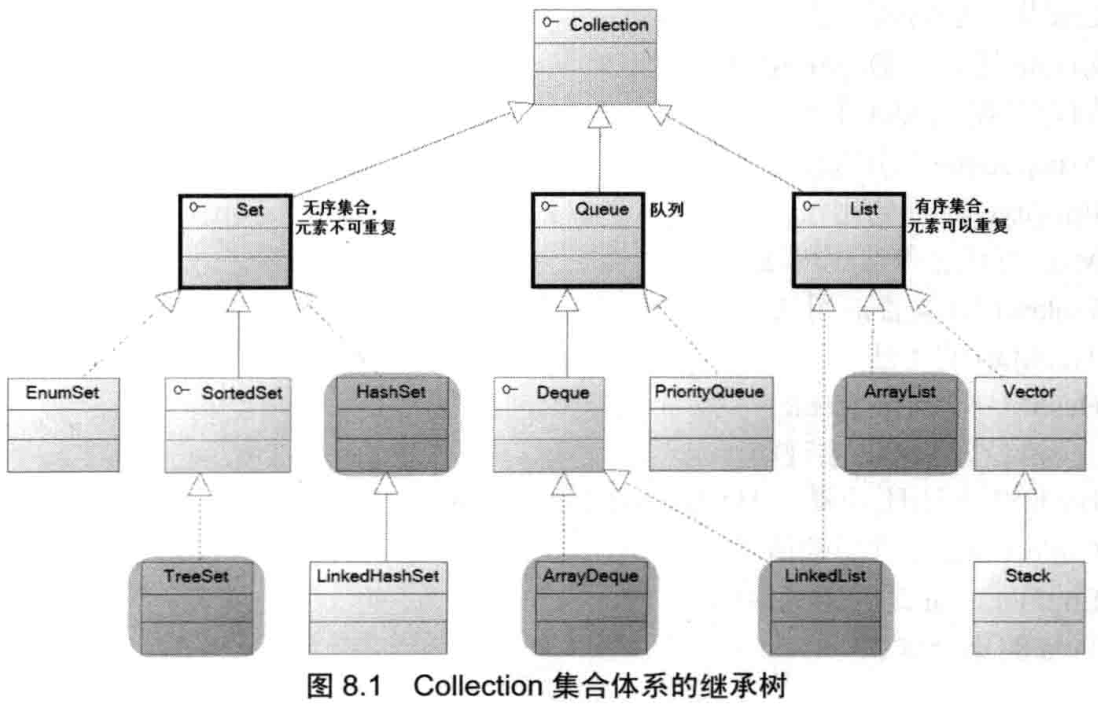 Collection
Set
无序集合，
元素不可重复
Queue
队列
List
有序集合，
元素可以重复
EnumSet
SortedSet
HashSet
Deque
PriorityQueue
ArrayList
Vector
TreeSet
LinkedHashSet
ArrayDeque
LinkedList
Stack
图 8.1 Collection 集合体系的继承树